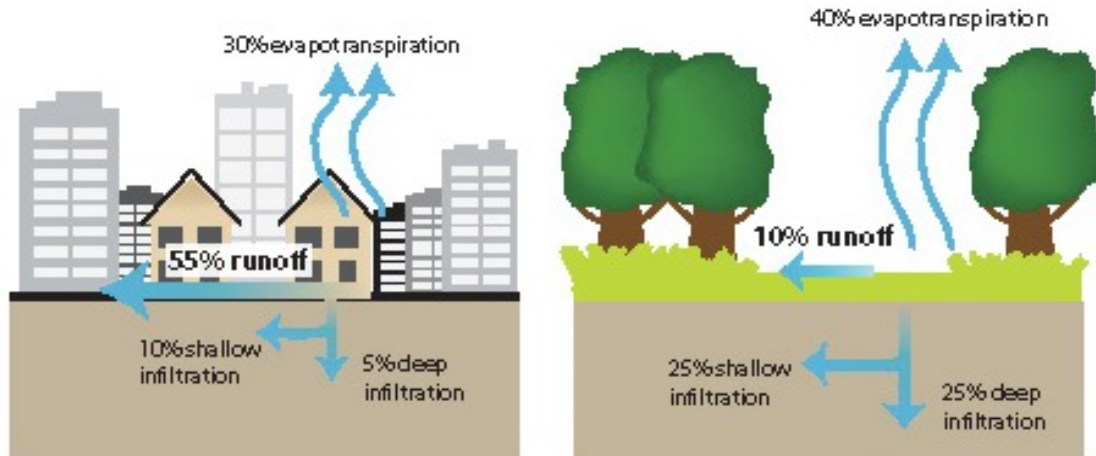 30% evapotranspiration
55% runoff
10% shallow
infiltration
5% deep
infiltration
40% evapotranspiration
10% runoff
25% shallow
infiltration
25% deep
infiltration